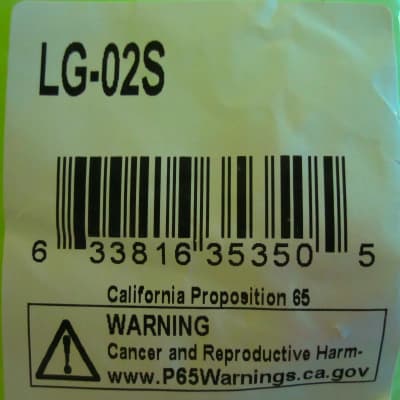 LG-02S
6 33816 35350 5
California Proposition 65
WARNING
Cancer and Reproductive Harm-
www.P65Warnings.ca.gov